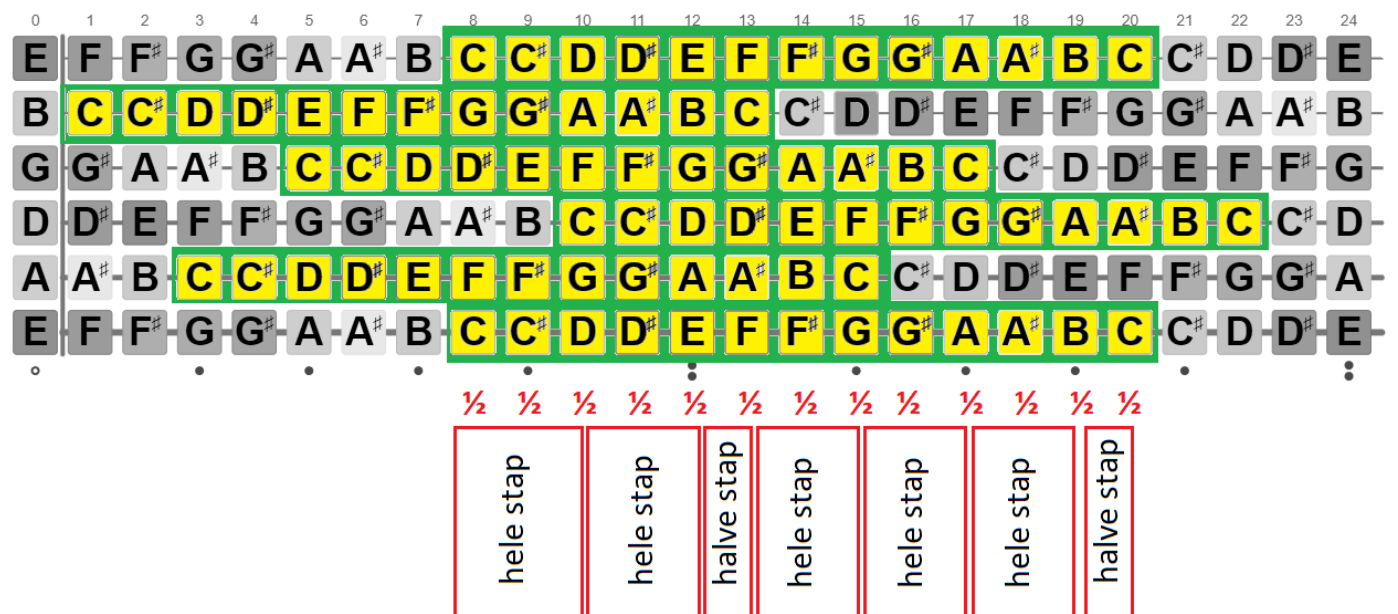 0 1 2 3 4 5 6 7 8 9 10 11 12 13 14 15 16 17 18 19 20 21 22 23 24
E F F♯ G G♯ A A♯ B C C♯ D D♯ E F F♯ G G♯ A A♯ B C C♯ D D♯ E
B C C♯ D D♯ E F F♯ G G♯ A A♯ B C C♯ D D♯ E F F♯ G G♯ A A♯ B
G G♯ A A♯ B C C♯ D D♯ E F F♯ G G♯ A A♯ B C C♯ D D♯ E F F♯ G
D D♯ E F F♯ G G♯ A A♯ B C C♯ D D♯ E F F♯ G G♯ A A♯ B C C♯ D
A A♯ B C C♯ D D♯ E F F♯ G G♯ A A♯ B C C♯ D D♯ E F F♯ G G♯ A
E F F♯ G G♯ A A♯ B C C♯ D D♯ E F F♯ G G♯ A A♯ B C C♯ D D♯ E
½ ½ ½ ½ ½ ½ ½ ½ ½ ½ ½ ½ ½
hele stap
hele stap
halve stap
hele stap
hele stap
hele stap
halve stap